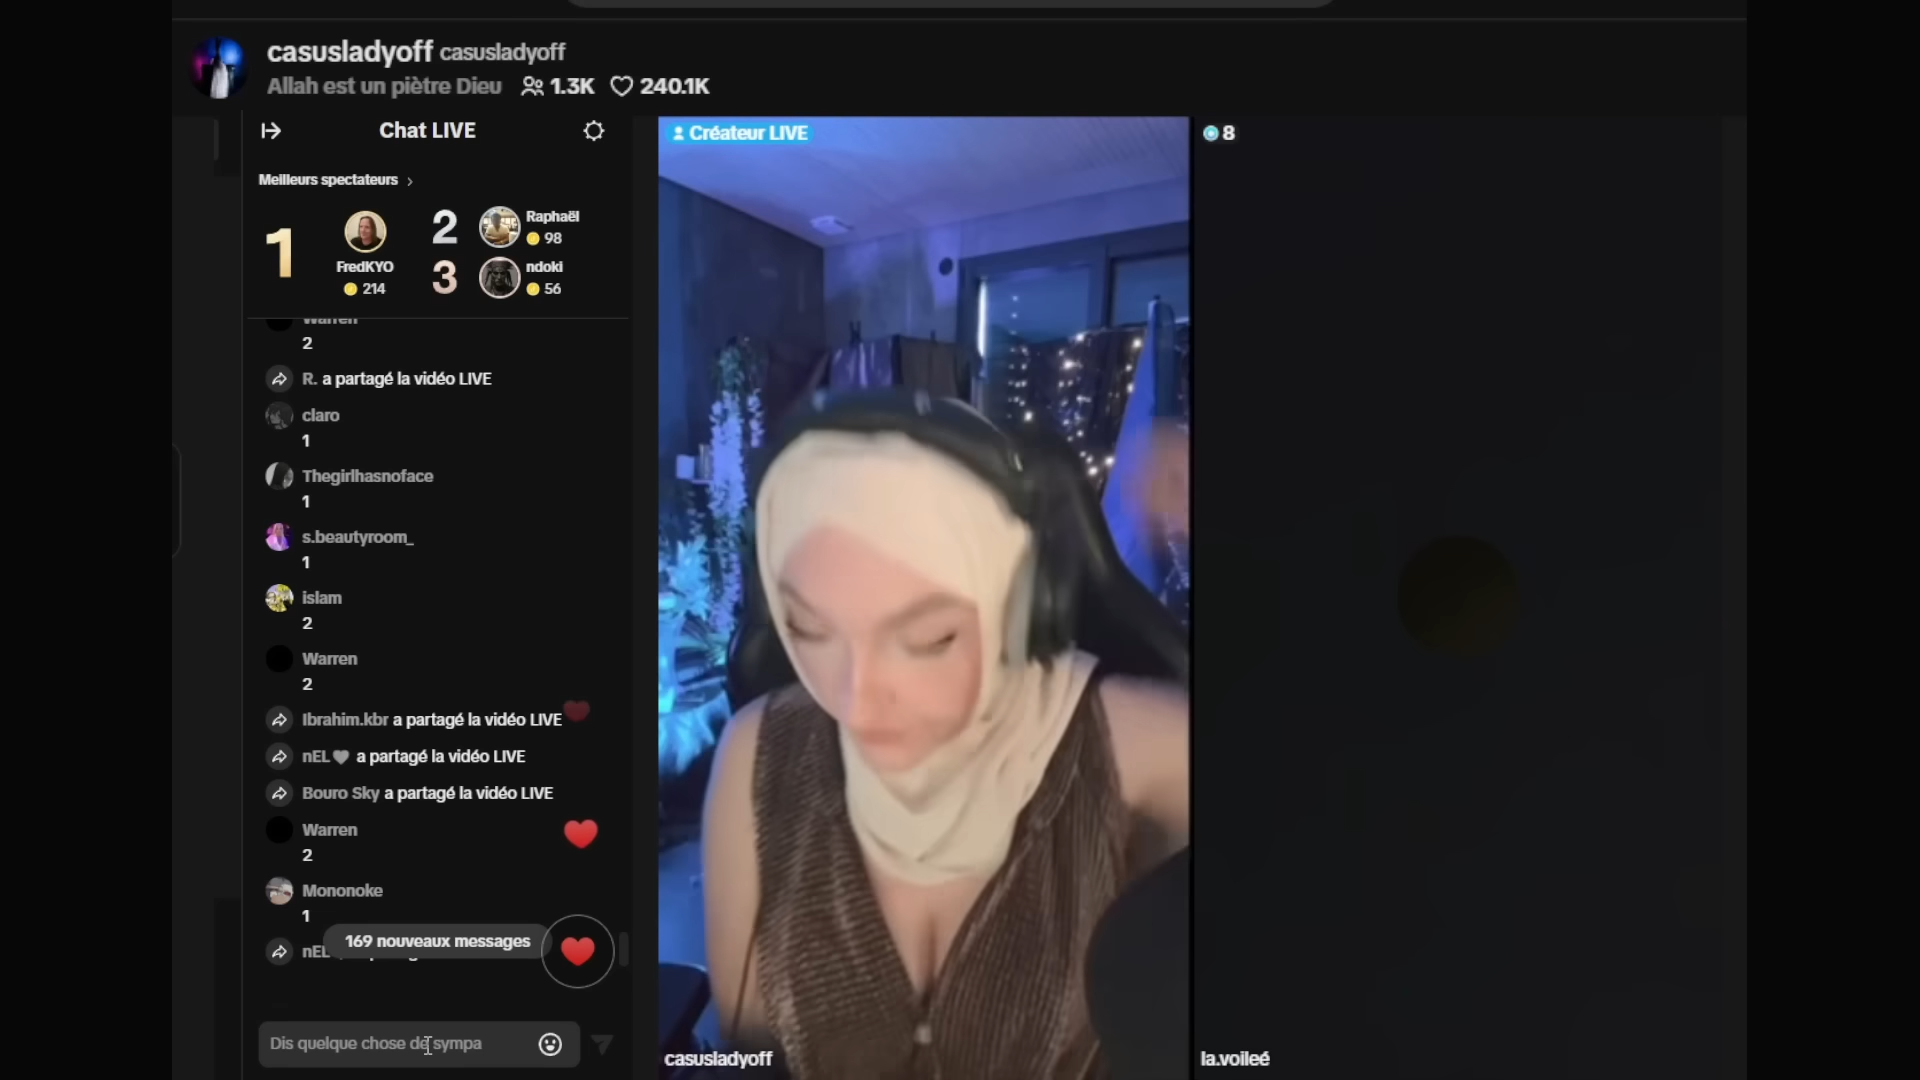 casusladyoff casusladyoff
Allah est un piètre Dieu 1.3K 240.1K
Chat LIVE
Meilleurs spectateurs
1
FredKYO
214
2
Raphaël
98
3
ndoki
56
Warren
2
R. a partagé la vidéo LIVE
claro
1
Thegirlhasnoface
1
s.beautyroom_
1
islam
2
Warren
2
Ibrahim.kbr a partagé la vidéo LIVE
nEL a partagé la vidéo LIVE
Bouro Sky a partagé la vidéo LIVE
Warren
2
Mononoke
1
nEL
169 nouveaux messages
Dis quelque chose de sympa
Créateur LIVE
8
casusladyoff
la.voileé